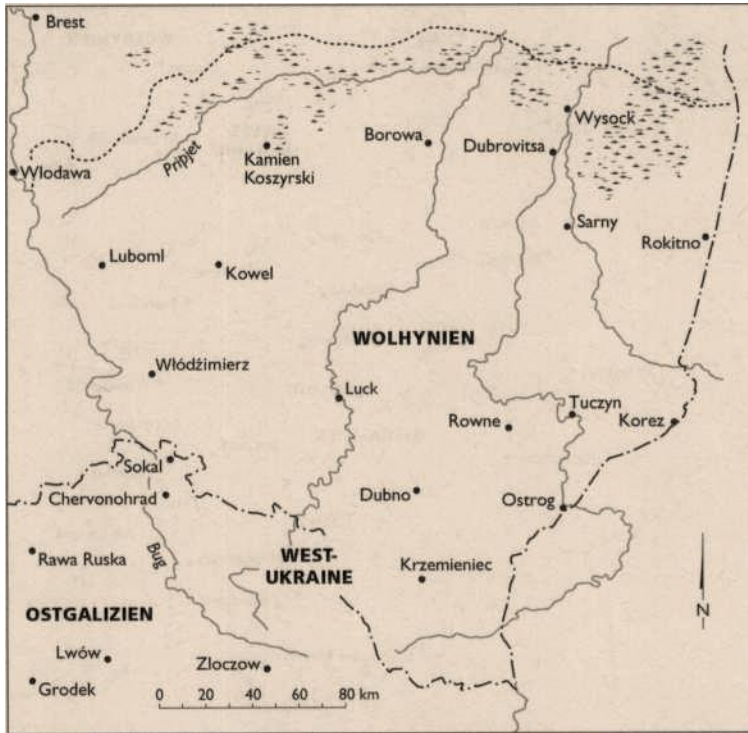 Brest
Wysock
Borowa
Dubrovitsa
Pripjet
Kamien
Koszyrski
Wlodawa
Sarny
Rokitno
Luboml
Kowel
WOLHYNIEN
Włódźimierz
Luck
Tuczyn
Rowne
Korez
Sokal
Chervonohrad
Dubno
Ostrog
Bug
Rawa Ruska
WEST-
UKRAINE
Krzemieniec
N
OSTGALIZIEN
Lwów
Zloczow
Grodek
0 20 40 60 80 km